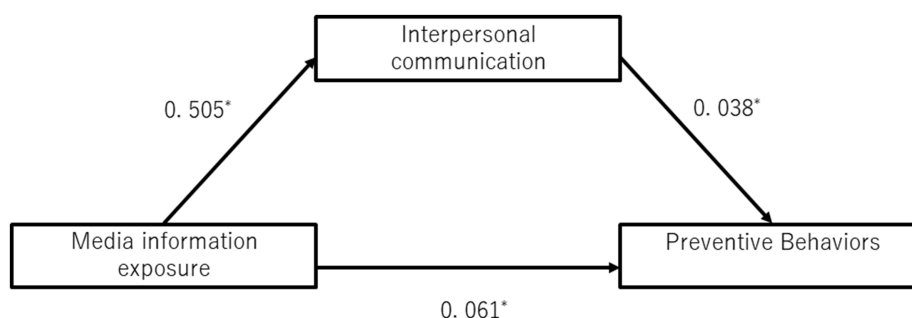 Interpersonal
communication
0. 505*
0. 038*
Media information
exposure
Preventive Behaviors
0. 061*